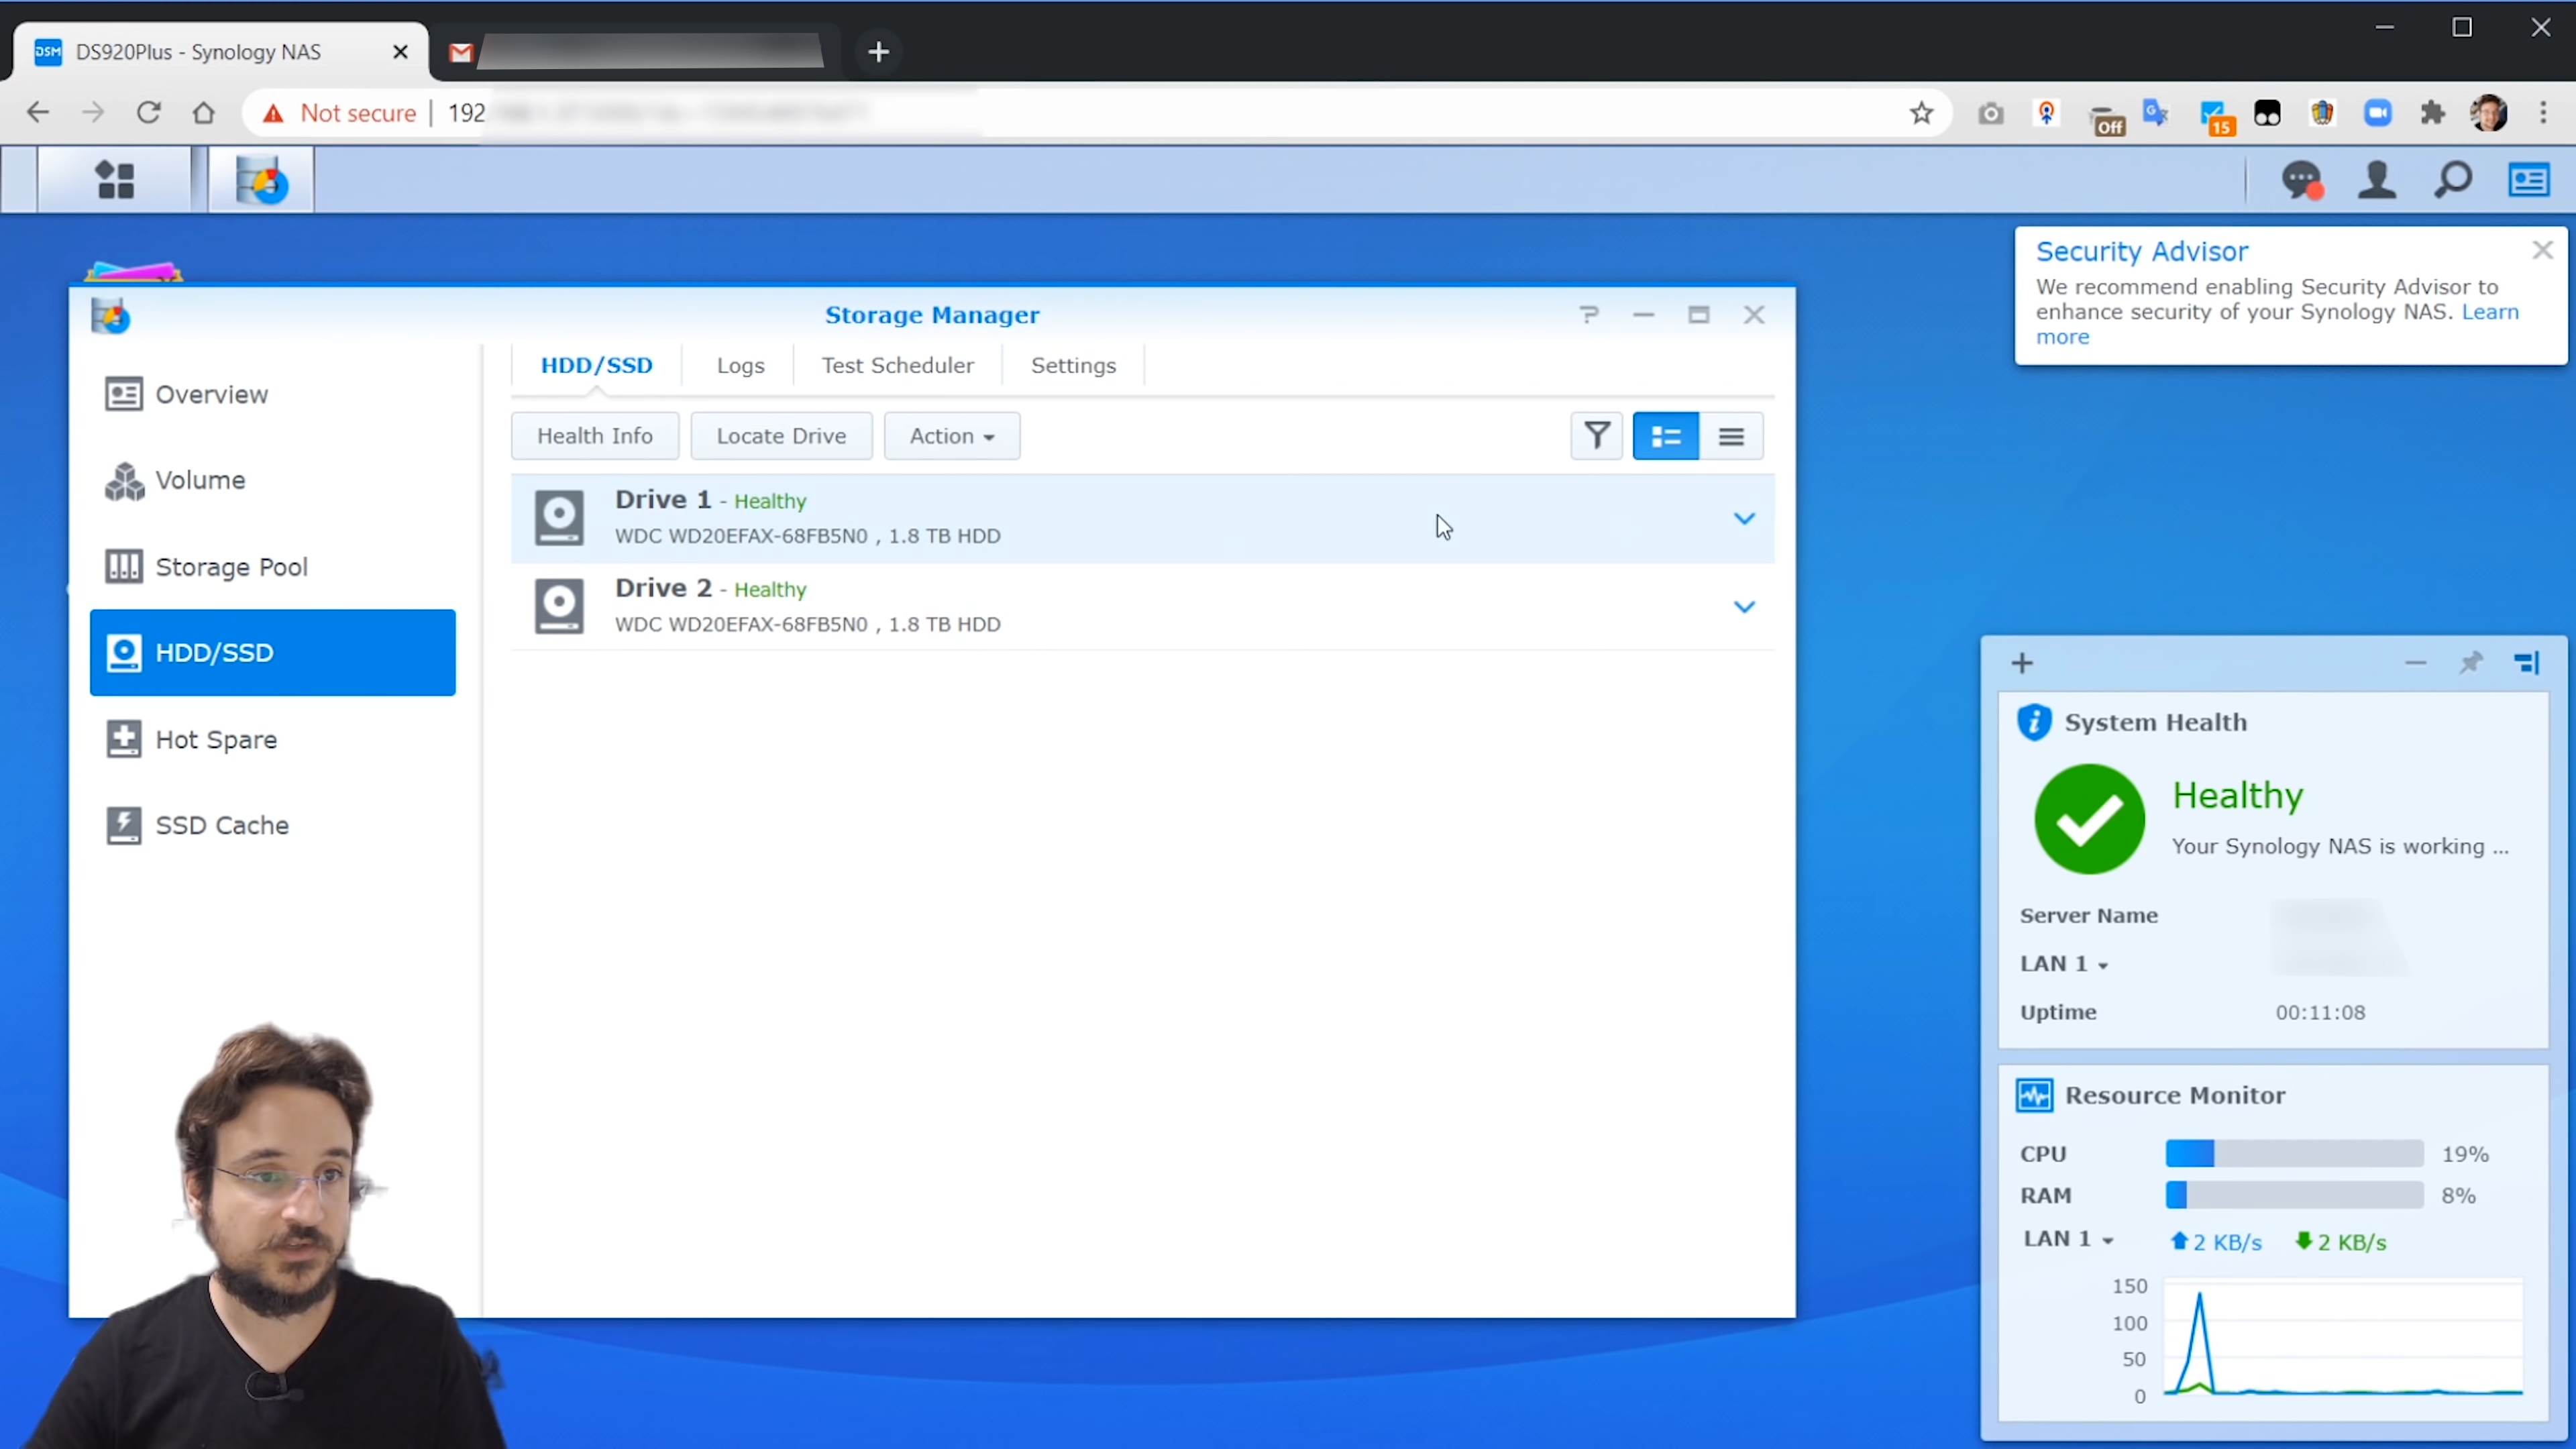 DSM DS920Plus - Synology NAS
Not secure 192
Off
15
Security Advisor
We recommend enabling Security Advisor to
enhance security of your Synology NAS. Learn
more
Storage Manager
Overview
Volume
Storage Pool
HDD/SSD
Hot Spare
SSD Cache
HDD/SSD Logs Test Scheduler Settings
Health Info Locate Drive Action
Drive 1 - Healthy
WDC WD20EFAX-68FB5N0 , 1.8 TB HDD
Drive 2 - Healthy
WDC WD20EFAX-68FB5N0 , 1.8 TB HDD
System Health
Healthy
Your Synology NAS is working ...
Server Name
LAN 1
Uptime 00:11:08
Resource Monitor
CPU 19%
RAM 8%
LAN 1 2 KB/s 2 KB/s
150
100
50
0